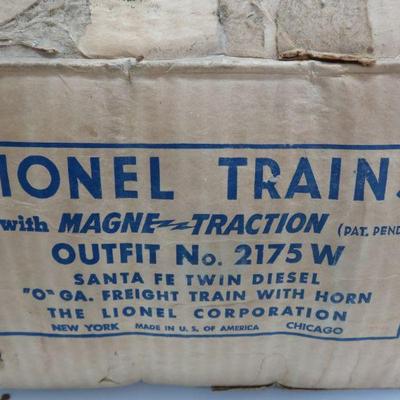 IONEL TRAINS
with MAGNE-TRACTION (PAT. PEND
OUTFIT No. 2175 W
SANTA FE TWIN DIESEL
"O" GA. FREIGHT TRAIN WITH HORN
THE LIONEL CORPORATION
NEW YORK MADE IN U.S. OF AMERICA CHICAGO